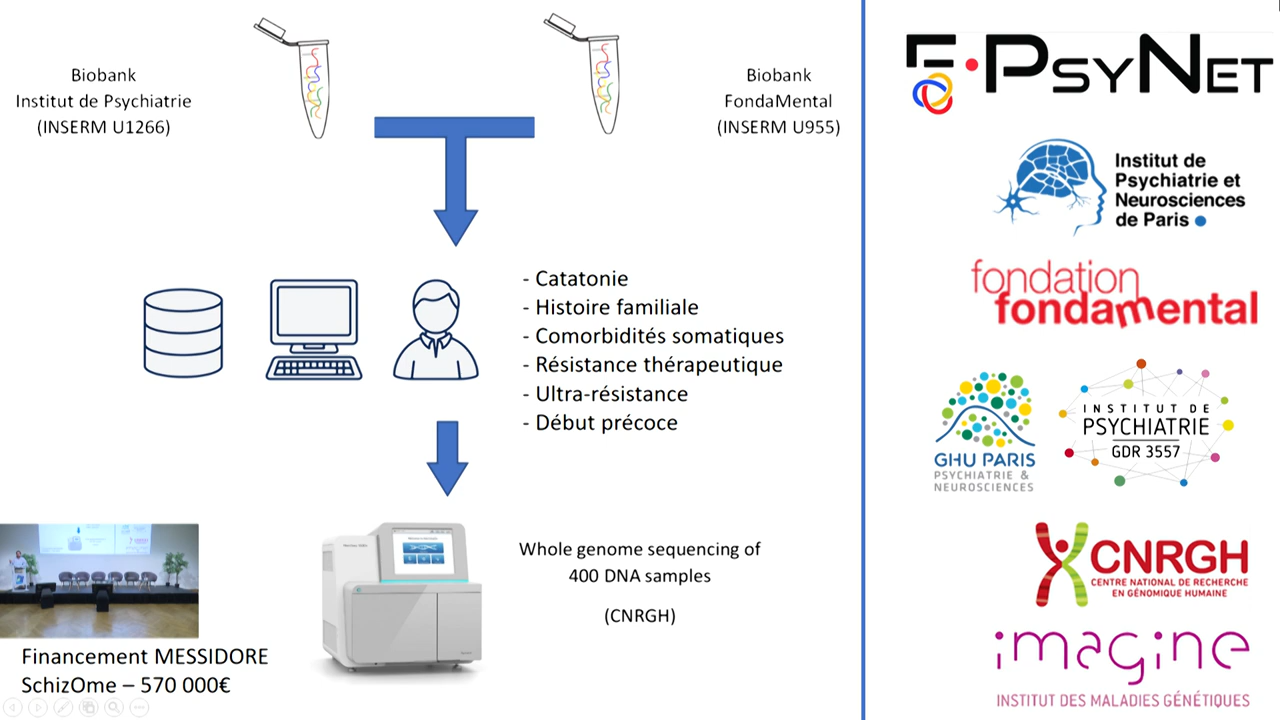 Biobank
Institut de Psychiatrie
(INSERM U1266)
Biobank
FondaMental
(INSERM U955)
- Catatonie
- Histoire familiale
- Comorbidités somatiques
- Résistance thérapeutique
- Ultra-résistance
- Début précoce
Whole genome sequencing of
400 DNA samples
(CNRGH)
Financement MESSIDORE
SchizOme – 570 000€
F•PSYNET
Institut de
Psychiatrie et
Neurosciences
de Paris
fondation
fondamental
GHU PARIS
PSYCHIATRIE &
NEUROSCIENCES
INSTITUT DE
PSYCHIATRIE
GDR 3557
CNRGH
CENTRE NATIONAL DE RECHERCHE
EN GÉNOMIQUE HUMAINE
imagine
INSTITUT DES MALADIES GÉNÉTIQUES